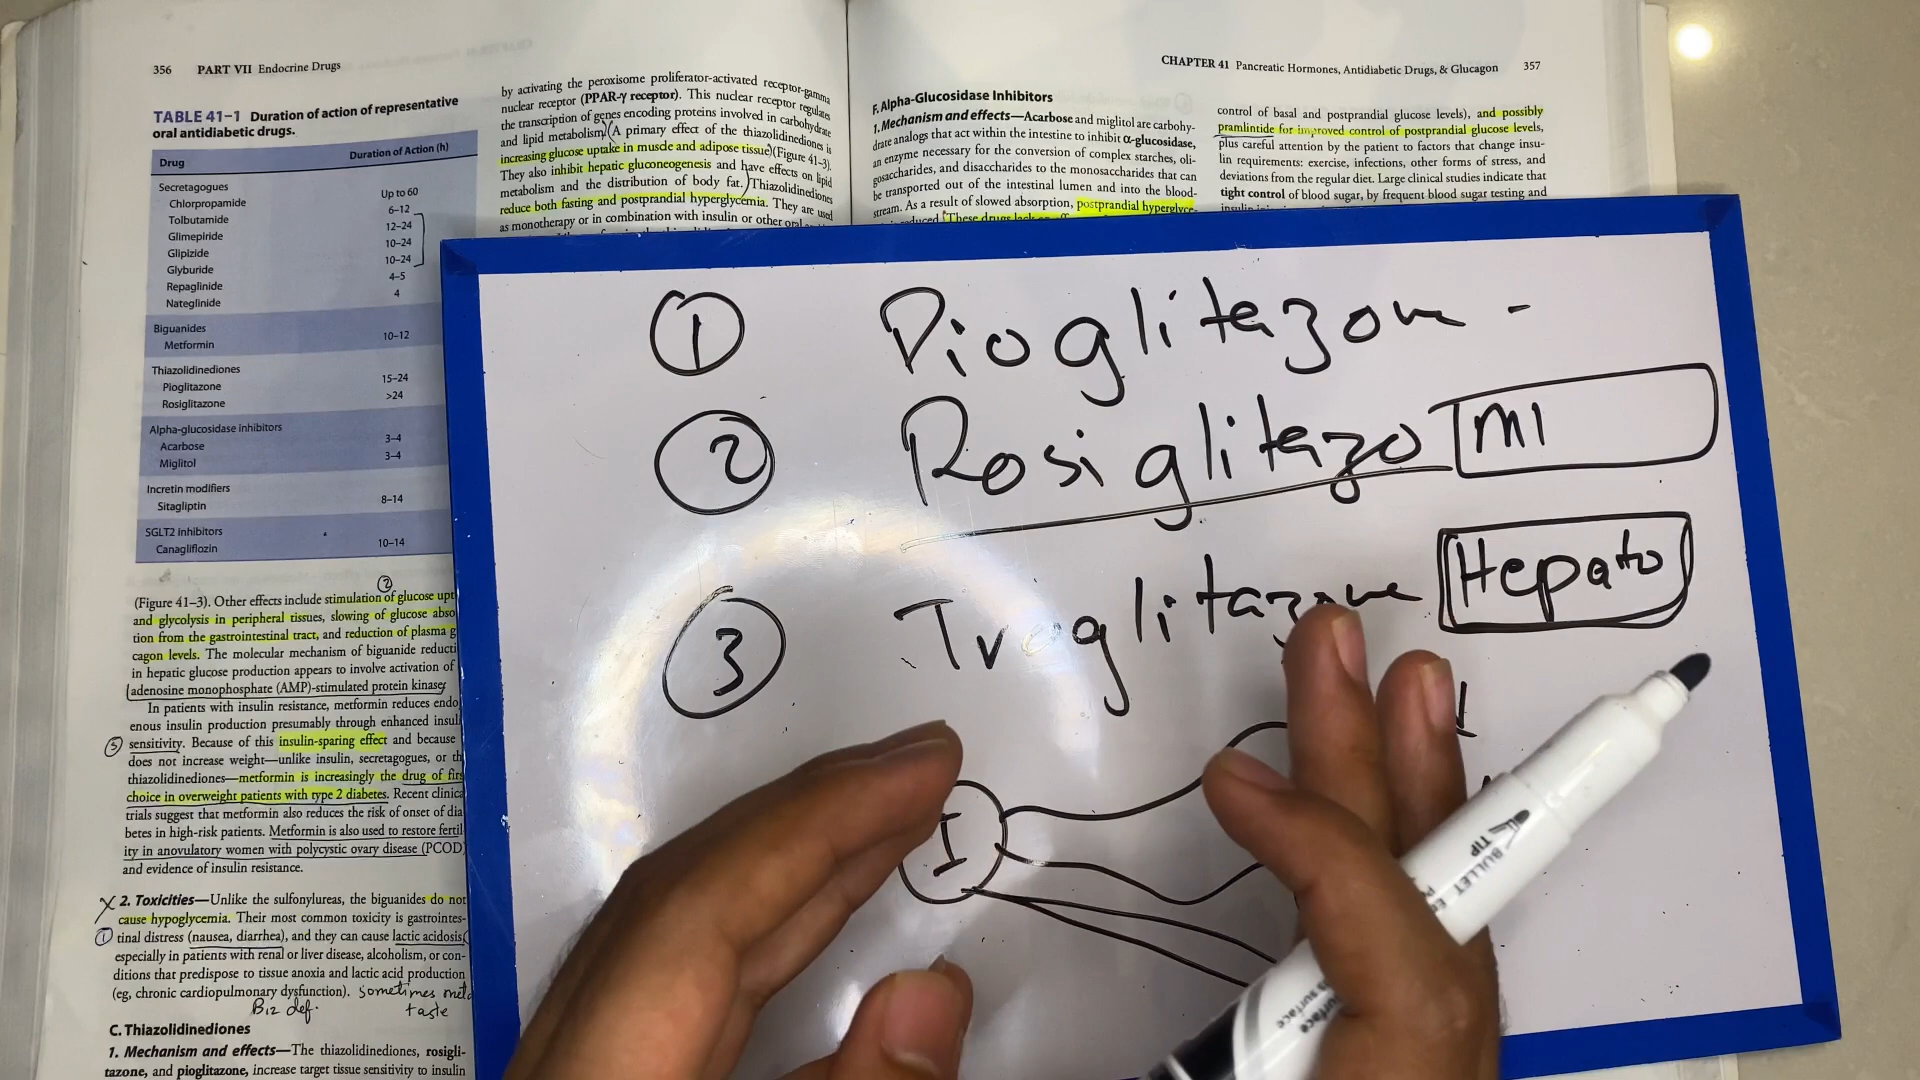 356 PART VII Endocrine Drugs
TABLE 41–1 Duration of action of representative
oral antidiabetic drugs.
Drug Duration of Action (h)
Secretagogues
Chlorpropamide Up to 60
Tolbutamide 6–12
Glimepiride 12–24
Glipizide 10–24
Glyburide 10–24
Repaglinide 4–5
Nateglinide 4
Biguanides
Metformin 10–12
Thiazolidinediones
Pioglitazone 15–24
Rosiglitazone >24
Alpha-glucosidase inhibitors
Acarbose 3–4
Miglitol 3–4
Incretin modifiers
Sitagliptin 8–14
SGLT2 inhibitors
Canagliflozin 10–14
2
(Figure 41–3). Other effects include stimulation of glucose upt
and glycolysis in peripheral tissues, slowing of glucose abso
tion from the gastrointestinal tract, and reduction of plasma g
cagon levels. The molecular mechanism of biguanide reducti
in hepatic glucose production appears to involve activation of
adenosine monophosphate (AMP)-stimulated protein kinase
In patients with insulin resistance, metformin reduces endo
enous insulin production presumably through enhanced insul
sensitivity. Because of this insulin-sparing effect and because
does not increase weight—unlike insulin, secretagogues, or th
thiazolidinediones—metformin is increasingly the drug of firs
choice in overweight patients with type 2 diabetes. Recent clinica
trials suggest that metformin also reduces the risk of onset of dia
betes in high-risk patients. Metformin is also used to restore fertil
ity in anovulatory women with polycystic ovary disease (PCOD)
and evidence of insulin resistance.
2. Toxicities—Unlike the sulfonylureas, the biguanides do not
cause hypoglycemia. Their most common toxicity is gastrointes-
1 tinal distress (nausea, diarrhea), and they can cause lactic acidosis,
especially in patients with renal or liver disease, alcoholism, or con-
ditions that predispose to tissue anoxia and lactic acid production
(eg, chronic cardiopulmonary dysfunction). sometimes
B12 def. taste
C. Thiazolidinediones
1. Mechanism and effects—The thiazolidinediones, rosigli-
tazone, and pioglitazone, increase target tissue sensitivity to insulin
by activating the peroxisome proliferator-activated receptor-gamma
nuclear receptor (PPAR-γ receptor). This nuclear receptor regulates
the transcription of genes encoding proteins involved in carbohydrate
and lipid metabolism. (A primary effect of the thiazolidinediones is
increasing glucose uptake in muscle and adipose tissue) (Figure 41–3).
They also inhibit hepatic gluconeogenesis and have effects on lipid
metabolism and the distribution of body fat. Thiazolidinediones
reduce both fasting and postprandial hyperglycemia. They are used
as monotherapy or in combination with insulin or other oral
CHAPTER 41 Pancreatic Hormones, Antidiabetic Drugs, & Glucagon 357
F. Alpha-Glucosidase Inhibitors
1. Mechanism and effects—Acarbose and miglitol are carbohy-
drate analogs that act within the intestine to inhibit α-glucosidase,
an enzyme necessary for the conversion of complex starches, oli-
gosaccharides, and disaccharides to the monosaccharides that can
be transported out of the intestinal lumen and into the blood-
stream. As a result of slowed absorption, postprandial hyperglyce-
These drugs lack
control of basal and postprandial glucose levels), and possibly
pramlintide for improved control of postprandial glucose levels,
plus careful attention by the patient to factors that change insu-
lin requirements: exercise, infections, other forms of stress, and
deviations from the regular diet. Large clinical studies indicate that
tight control of blood sugar, by frequent blood sugar testing and
1 Pioglitazone -
2 Rosiglitazo MI
3 Troglitazone Hepato
I
BULLET TIP